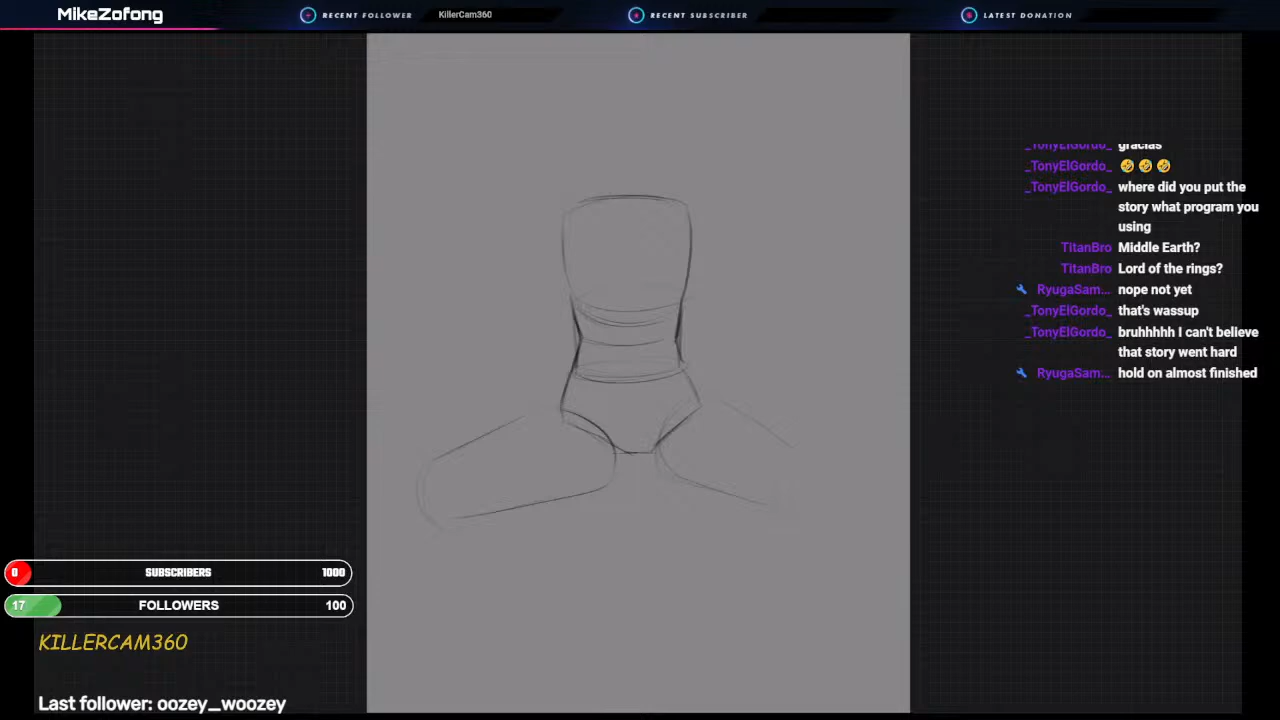 MikeZofong
RECENT FOLLOWER
KillerCam360
RECENT SUBSCRIBER
LATEST DONATION
_TonyElGordo_ gracias
_TonyElGordo_ 🤣 🤣 🤣
_TonyElGordo_ where did you put the
story what program you
using
TitanBro Middle Earth?
TitanBro Lord of the rings?
RyugaSam... nope not yet
_TonyElGordo_ that's wassup
_TonyElGordo_ bruhhhhh I can't believe
that story went hard
RyugaSam... hold on almost finished
0 SUBSCRIBERS 1000
17 FOLLOWERS 100
KILLERCAM360
Last follower: oozey_woozey